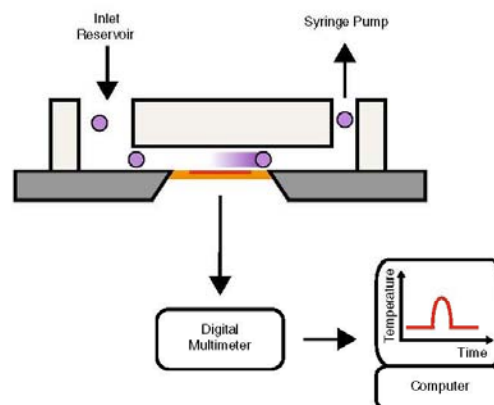 Inlet
Reservoir
Syringe Pump
Digital
Multimeter
Temperature
Time
Computer